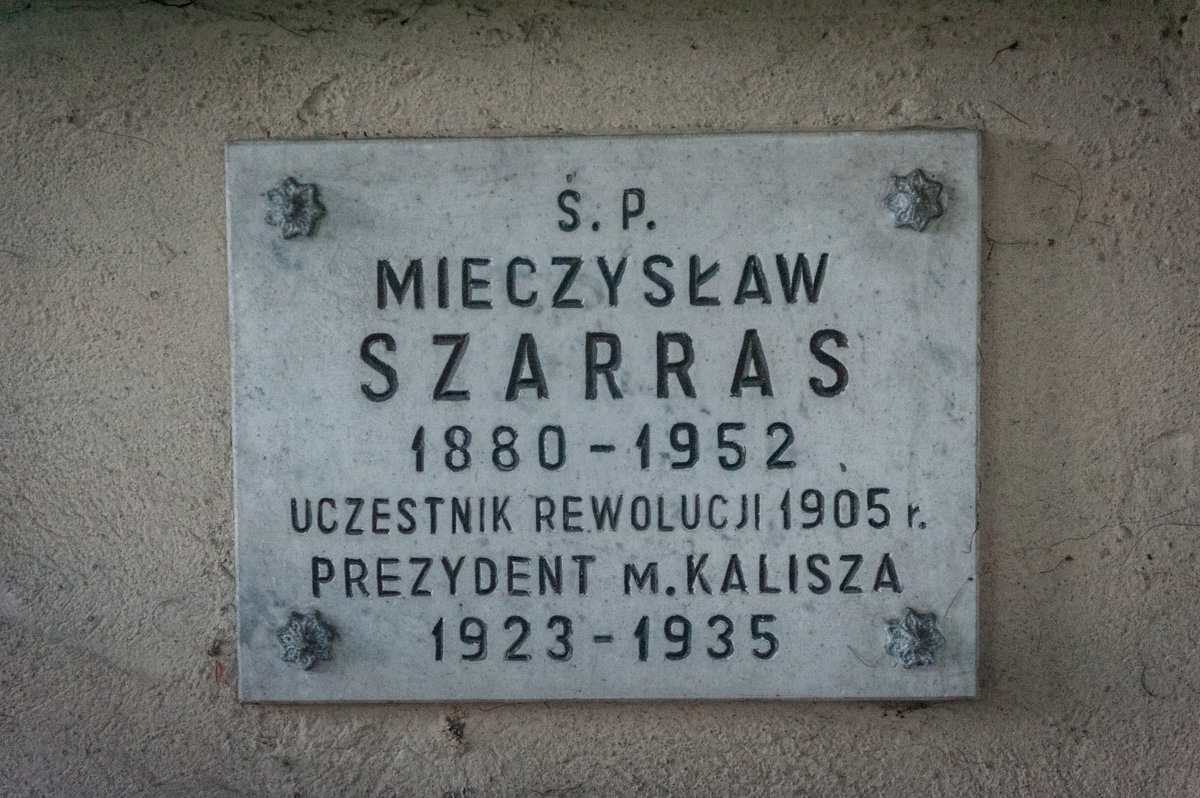 Ś. P.
MIECZYSŁAW
SZARRAS
1880-1952
UCZESTNIK REWOLUCJI 1905 r.
PREZYDENT M. KALISZA
1923-1935